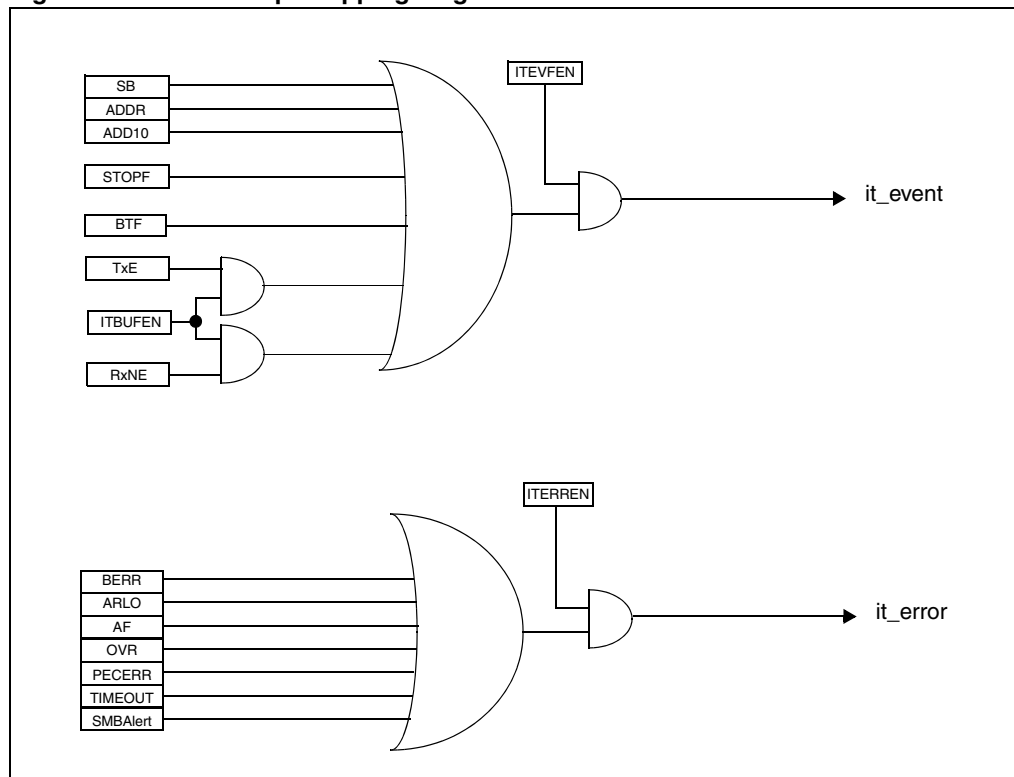 SB
ITEVFEN
ADDR
ADD10
STOPF
it_event
BTF
TxE
ITBUFEN
RxNE
ITERREN
BERR
ARLO
AF
it_error
OVR
PECERR
TIMEOUT
SMBAlert